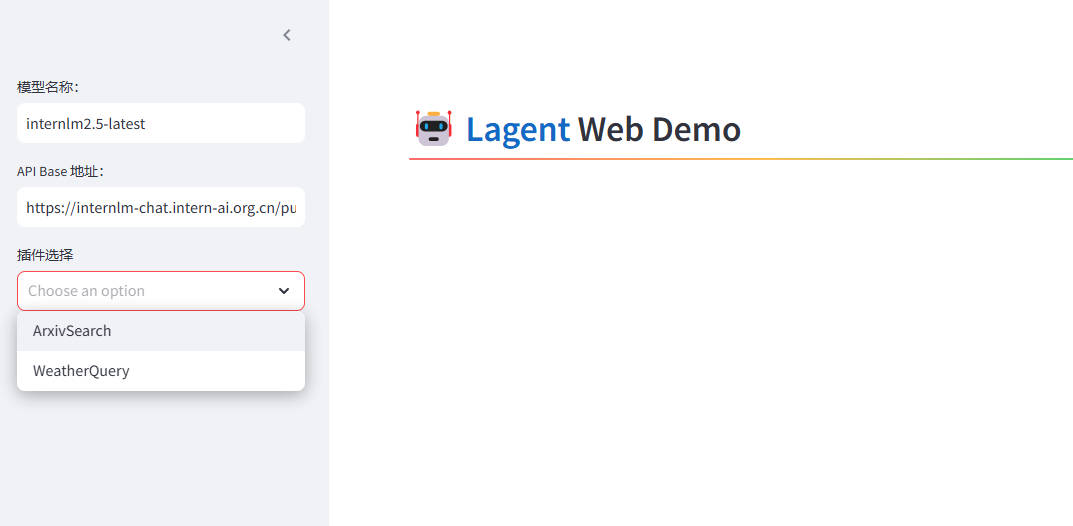 模型名称：
internlm2.5-latest
API Base 地址：
https://internlm-chat.intern-ai.org.cn/pu
插件选择
Choose an option
ArxivSearch
WeatherQuery
Lagent Web Demo